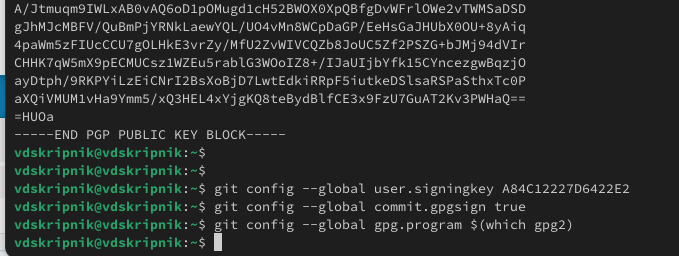 A/Jtmuqm9IWLxAB0vAQ6oD1pOMugd1cH52BWOX0XpQBfgDvWFrlOWe2vTWMSaDSD
gJhMJcMBFV/QuBmPjYRNkLaewYQL/UO4vMn8WCpDaGP/EeHsGaJHUbX0OU+8yAiq
4paWm5zFIUcCCU7gOLHkE3vrZy/MfU2ZvWIVCQZb8JoUC5Zf2PSZG+bJMj94dVIr
CHHK7qW5mX9pECMUCsz1WZEu5rablG3WOoIZ8+/IJaUIjbYfk15CYncezgwBqzjO
ayDtph/9RKPYiLzEiCNrI2BsXoBjD7LwtEdkiRRpF5iutkeDSlsaRSPaSthxTc0P
aXQiVMUM1vHa9Ymm5/xQ3HEL4xYjgKQ8teBydBlfCE3x9FzU7GuAT2Kv3PWHaQ==
=HUOa
-----END PGP PUBLIC KEY BLOCK-----
vdskripnik@vdskripnik:~$
vdskripnik@vdskripnik:~$
vdskripnik@vdskripnik:~$ git config --global user.signingkey A84C12227D6422E2
vdskripnik@vdskripnik:~$ git config --global commit.gpgsign true
vdskripnik@vdskripnik:~$ git config --global gpg.program $(which gpg2)
vdskripnik@vdskripnik:~$